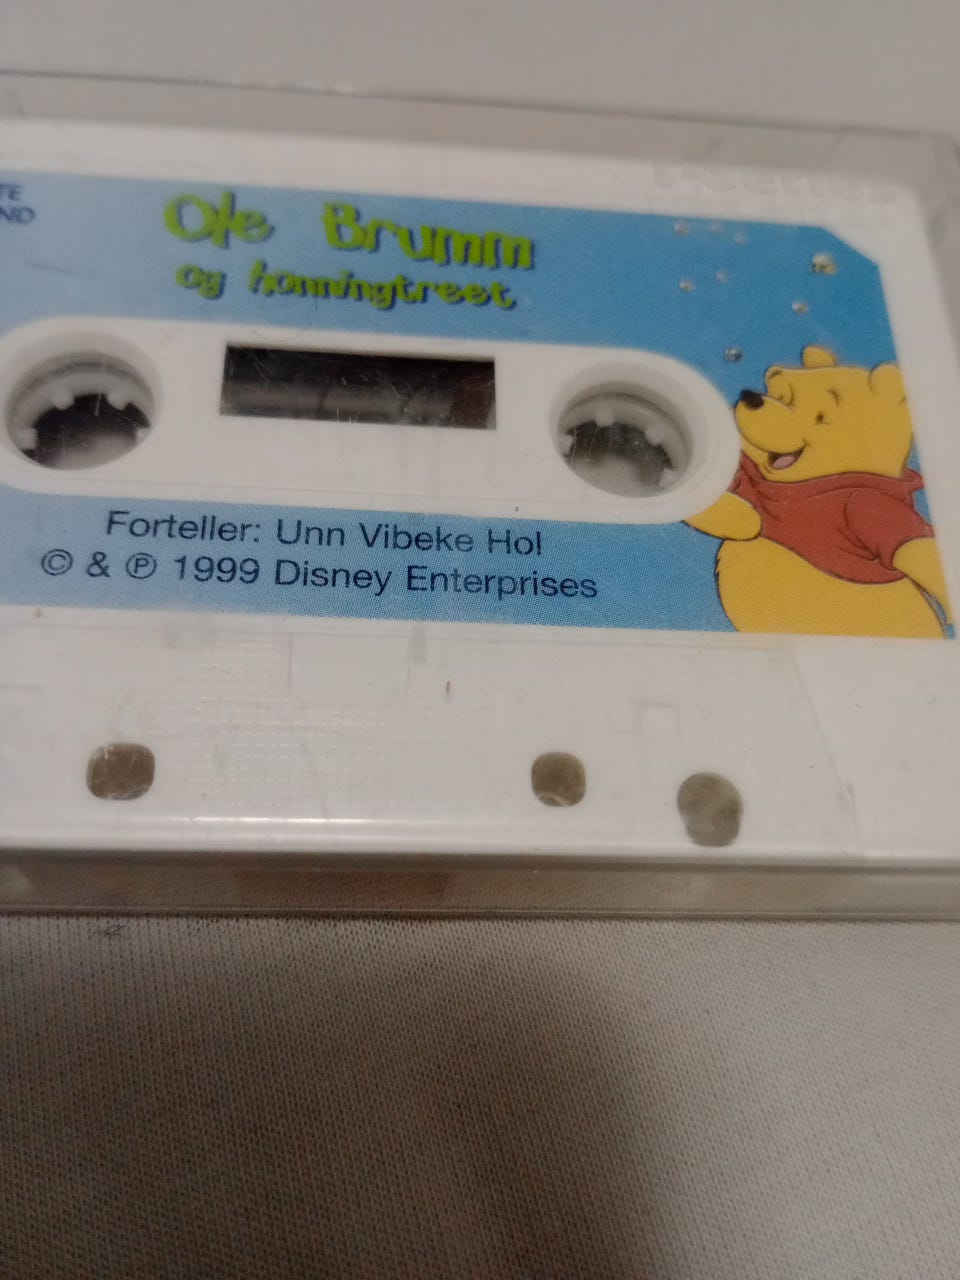 Ole Brumm
og honningtreet
Forteller: Unn Vibeke Hol
© & ℗ 1999 Disney Enterprises